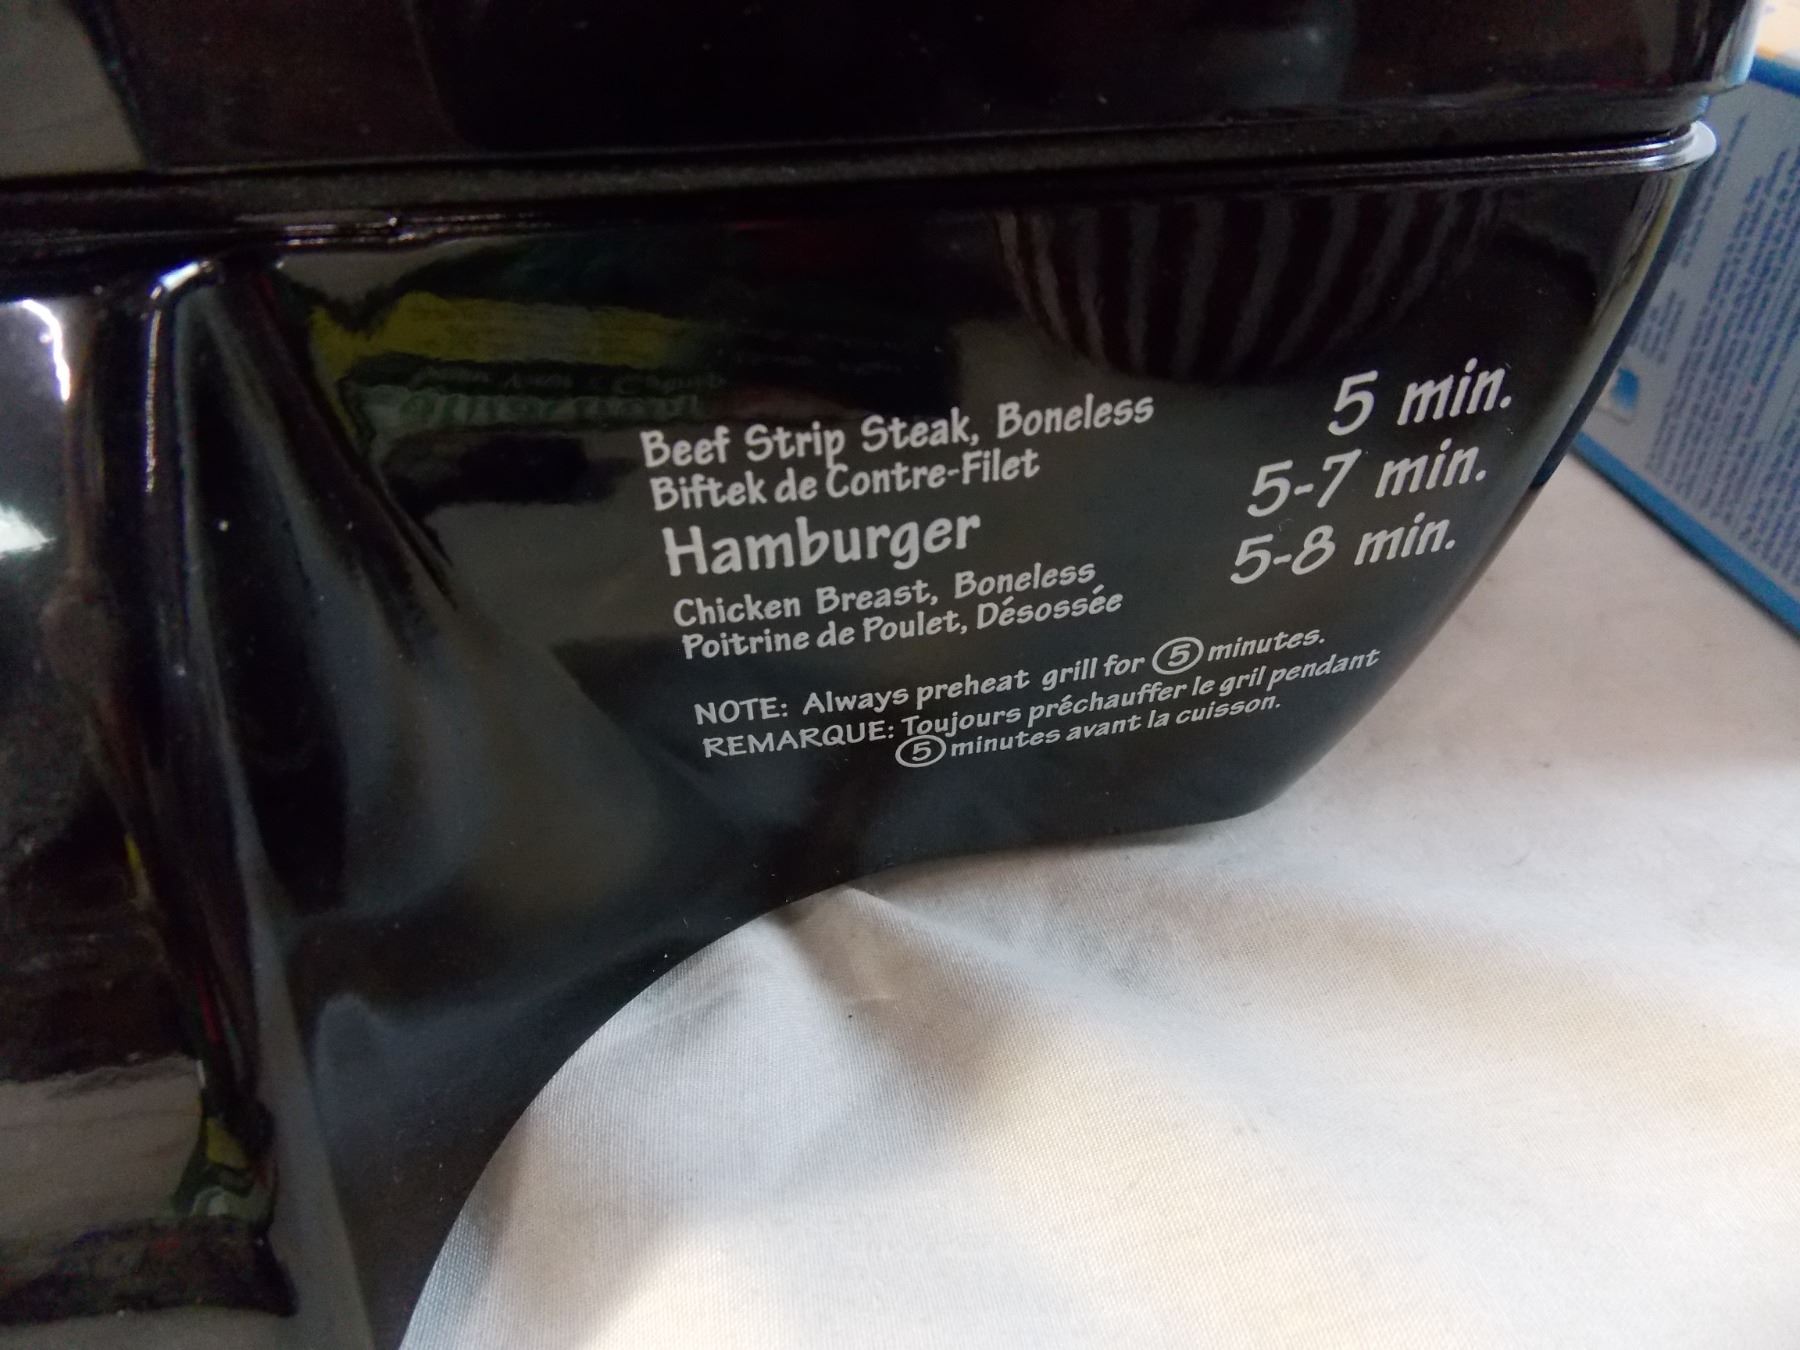 Beef Strip Steak, Boneless 5 min.
Biftek de Contre-Filet
Hamburger 5-7 min.
Chicken Breast, Boneless 5-8 min.
Poitrine de Poulet, Désossée
NOTE: Always preheat grill for 5 minutes.
REMARQUE: Toujours préchauffer le gril pendant
5 minutes avant la cuisson.